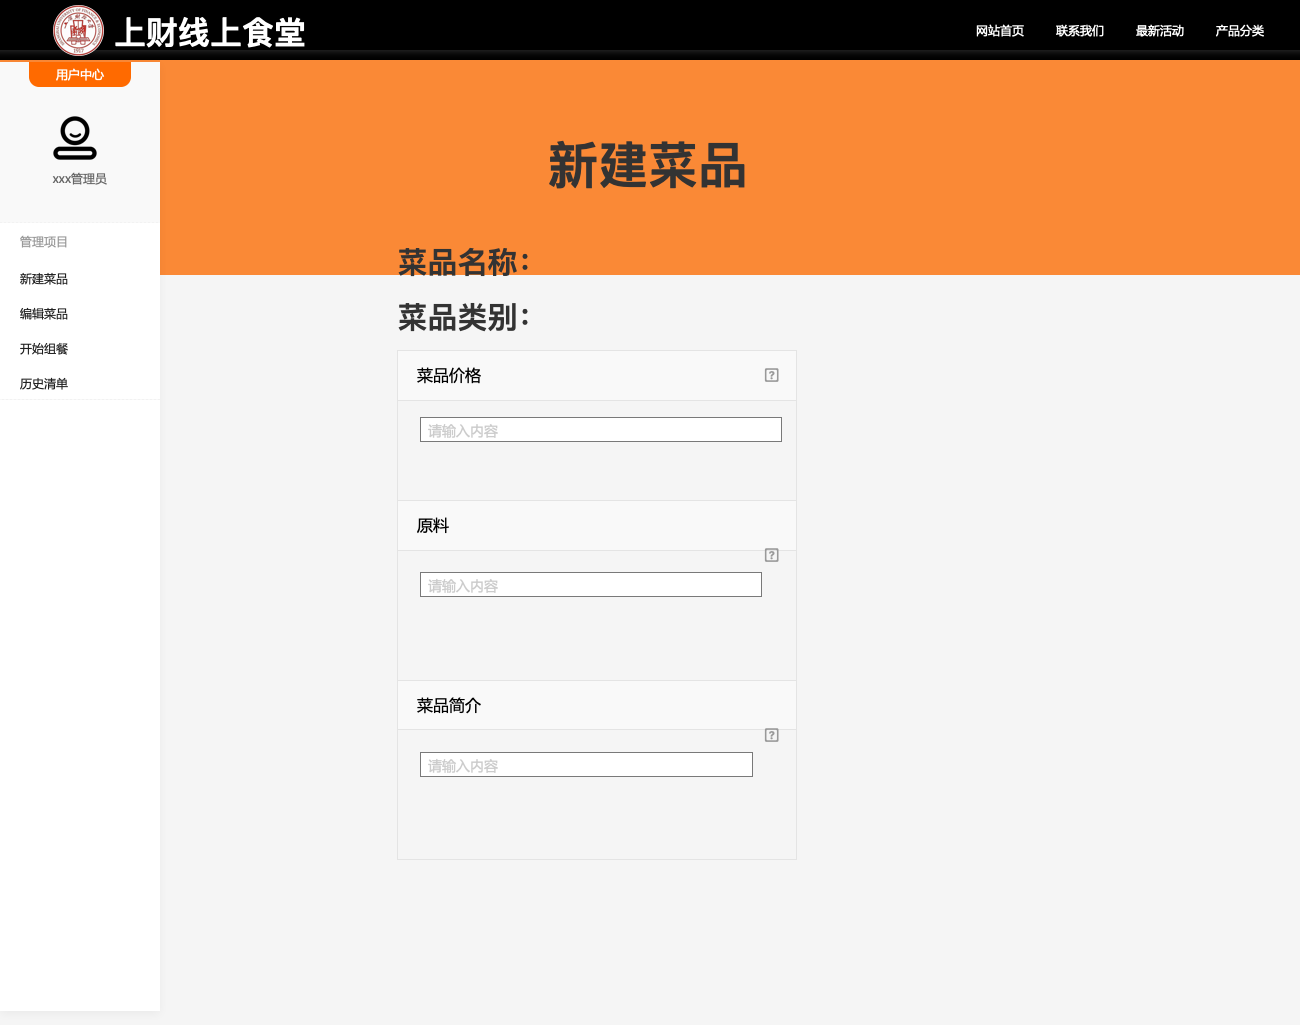 上财线上食堂
网站首页 联系我们 最新活动 产品分类
用户中心
xxx管理员
管理项目
新建菜品
编辑菜品
开始组餐
历史清单
新建菜品
菜品名称：
菜品类别：
菜品价格
请输入内容
原料
请输入内容
菜品简介
请输入内容